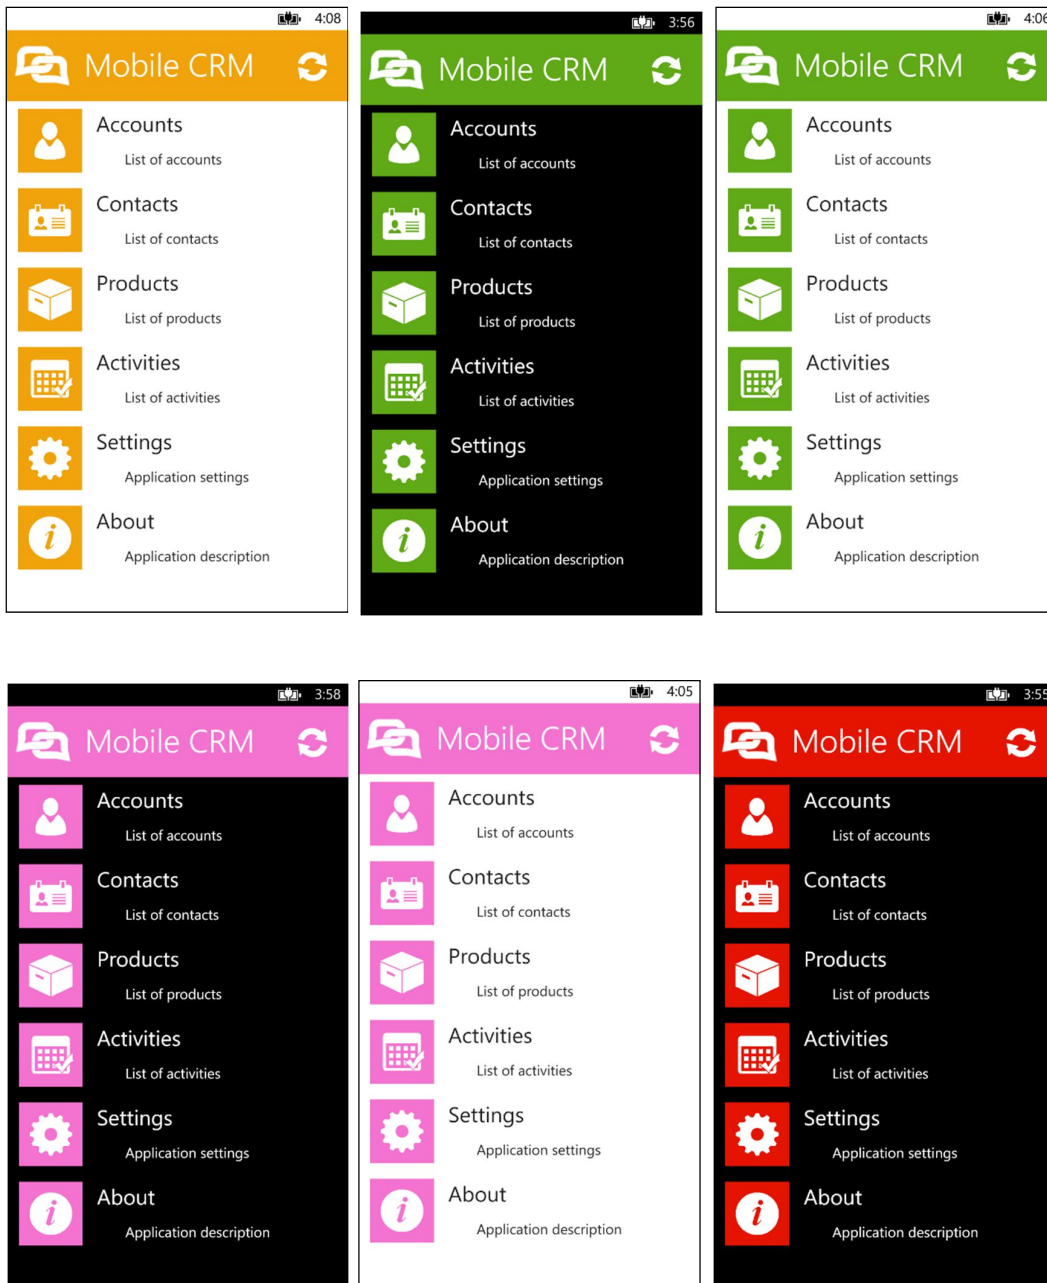 4:08
Mobile CRM
Accounts
List of accounts
Contacts
List of contacts
Products
List of products
Activities
List of activities
Settings
Application settings
i
About
Application description
3:56
Mobile CRM
Accounts
List of accounts
Contacts
List of contacts
Products
List of products
Activities
List of activities
Settings
Application settings
i
About
Application description
4:06
Mobile CRM
Accounts
List of accounts
Contacts
List of contacts
Products
List of products
Activities
List of activities
Settings
Application settings
i
About
Application description
3:58
Mobile CRM
Accounts
List of accounts
Contacts
List of contacts
Products
List of products
Activities
List of activities
Settings
Application settings
i
About
Application description
4:05
Mobile CRM
Accounts
List of accounts
Contacts
List of contacts
Products
List of products
Activities
List of activities
Settings
Application settings
i
About
Application description
3:55
Mobile CRM
Accounts
List of accounts
Contacts
List of contacts
Products
List of products
Activities
List of activities
Settings
Application settings
i
About
Application description